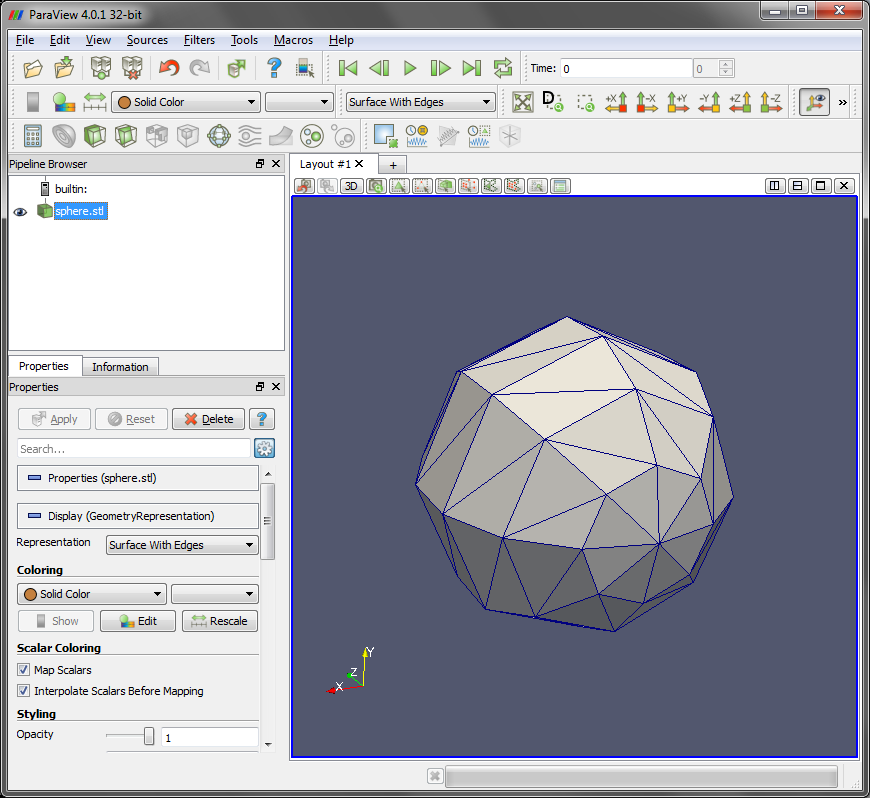 ParaView 4.0.1 32-bit
File Edit View Sources Filters Tools Macros Help
Time: 0 0
Solid Color Surface With Edges D +X -X +Y -Y +Z -Z »
Pipeline Browser
Layout #1 +
builtin:
3D
sphere.stl
Properties Information
Properties
Apply Reset Delete ?
Search...
Properties (sphere.stl)
Display (GeometryRepresentation)
Representation Surface With Edges
Coloring
Solid Color
Show Edit Rescale
Scalar Coloring
Map Scalars
Interpolate Scalars Before Mapping
Styling
Opacity 1
Y
Z
X